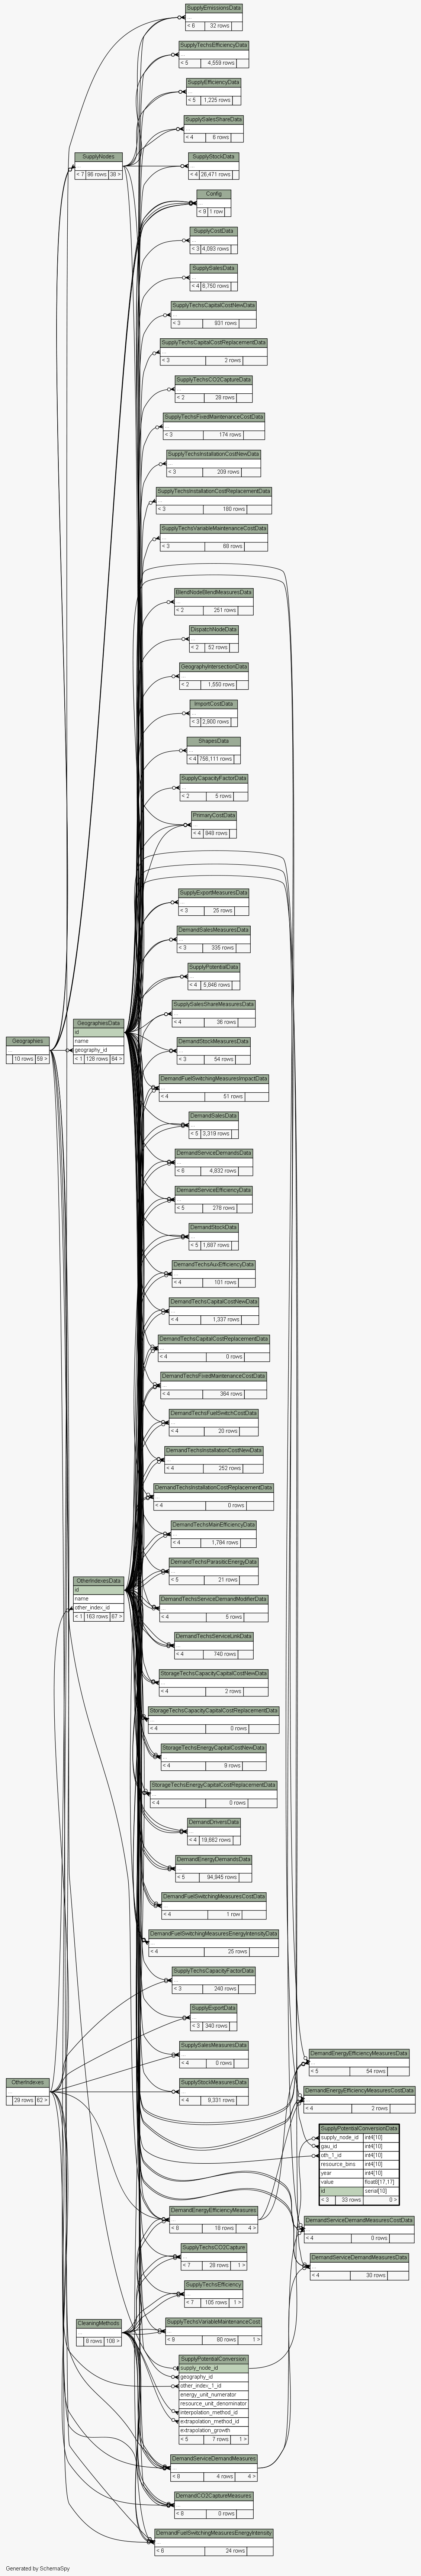 SupplyEmissionsData
...
< 6 32 rows
SupplyTechsEfficiencyData
...
< 5 4,559 rows
SupplyEfficiencyData
...
< 5 1,225 rows
SupplySalesShareData
...
< 4 8 rows
SupplyNodes
...
< 7 96 rows 38 >
SupplyStockData
...
< 4 26,471 rows
Config
...
< 9 1 row
SupplyCostData
...
< 3 4,093 rows
SupplySalesData
...
< 4 6,750 rows
SupplyTechsCapitalCostNewData
...
< 3 931 rows
SupplyTechsCapitalCostReplacementData
...
< 3 2 rows
SupplyTechsCO2CaptureData
...
< 2 28 rows
SupplyTechsFixedMaintenanceCostData
...
< 3 174 rows
SupplyTechsInstallationCostNewData
...
< 3 209 rows
SupplyTechsInstallationCostReplacementData
...
< 3 180 rows
SupplyTechsVariableMaintenanceCostData
...
< 3 68 rows
BlendNodeBlendMeasuresData
...
< 2 251 rows
DispatchNodeData
...
< 2 52 rows
GeographyIntersectionData
...
< 2 1,550 rows
ImportCostData
...
< 3 2,900 rows
ShapesData
...
< 4 756,111 rows
SupplyCapacityFactorData
...
< 2 5 rows
PrimaryCostData
...
< 4 948 rows
SupplyExportMeasuresData
...
< 3 25 rows
DemandSalesMeasuresData
...
< 3 335 rows
SupplyPotentialData
...
< 4 5,846 rows
SupplySalesShareMeasuresData
...
< 4 36 rows
Geographies
...
10 rows 59 >
GeographiesData
id
name
geography_id
< 1 128 rows 64 >
DemandStockMeasuresData
...
< 3 54 rows
DemandFuelSwitchingMeasuresImpactData
...
< 4 51 rows
DemandSalesData
...
< 5 3,319 rows
DemandServiceDemandsData
...
< 6 4,832 rows
DemandServiceEfficiencyData
...
< 5 278 rows
DemandStockData
...
< 5 1,687 rows
DemandTechsAuxEfficiencyData
...
< 4 101 rows
DemandTechsCapitalCostNewData
...
< 4 1,337 rows
DemandTechsCapitalCostReplacementData
...
< 4 0 rows
DemandTechsFixedMaintenanceCostData
...
< 4 364 rows
DemandTechsFuelSwitchCostData
...
< 4 20 rows
DemandTechsInstallationCostNewData
...
< 4 252 rows
DemandTechsInstallationCostReplacementData
...
< 4 0 rows
DemandTechsMainEfficiencyData
...
< 4 1,784 rows
DemandTechsParasiticEnergyData
...
< 5 21 rows
OtherIndexesData
id
name
other_index_id
< 1 163 rows 67 >
DemandTechsServiceDemandModifierData
...
< 4 5 rows
DemandTechsServiceLinkData
...
< 4 740 rows
StorageTechsCapacityCapitalCostNewData
...
< 4 2 rows
StorageTechsCapacityCapitalCostReplacementData
...
< 4 0 rows
StorageTechsEnergyCapitalCostNewData
...
< 4 9 rows
StorageTechsEnergyCapitalCostReplacementData
...
< 4 0 rows
DemandDriversData
...
< 4 19,662 rows
DemandEnergyDemandsData
...
< 5 94,945 rows
DemandFuelSwitchingMeasuresCostData
...
< 4 1 row
DemandFuelSwitchingMeasuresEnergyIntensityData
...
< 4 25 rows
SupplyTechsCapacityFactorData
...
< 3 240 rows
SupplyExportData
...
< 3 340 rows
SupplySalesMeasuresData
...
< 4 0 rows
DemandEnergyEfficiencyMeasuresData
...
< 5 54 rows
OtherIndexes
...
29 rows 62 >
SupplyStockMeasuresData
...
< 4 9,331 rows
DemandEnergyEfficiencyMeasuresCostData
...
< 4 2 rows
SupplyPotentialConversionData
supply_node_id int4[10]
gau_id int4[10]
oth_1_id int4[10]
resource_bins int4[10]
year int4[10]
value float8[17,17]
id serial[10]
< 3 33 rows 0 >
DemandEnergyEfficiencyMeasures
...
< 8 18 rows 4 >
DemandServiceDemandMeasuresCostData
...
< 4 0 rows
SupplyTechsCO2Capture
...
< 7 28 rows 1 >
DemandServiceDemandMeasuresData
...
< 4 30 rows
SupplyTechsEfficiency
...
< 7 105 rows 1 >
CleaningMethods
...
8 rows 108 >
SupplyTechsVariableMaintenanceCost
...
< 9 80 rows 1 >
SupplyPotentialConversion
supply_node_id
geography_id
other_index_1_id
energy_unit_numerator
resource_unit_denominator
interpolation_method_id
extrapolation_method_id
extrapolation_growth
< 5 7 rows 1 >
DemandServiceDemandMeasures
...
< 8 4 rows 4 >
DemandCO2CaptureMeasures
...
< 8 0 rows
DemandFuelSwitchingMeasuresEnergyIntensity
...
< 6 24 rows
Generated by SchemaSpy